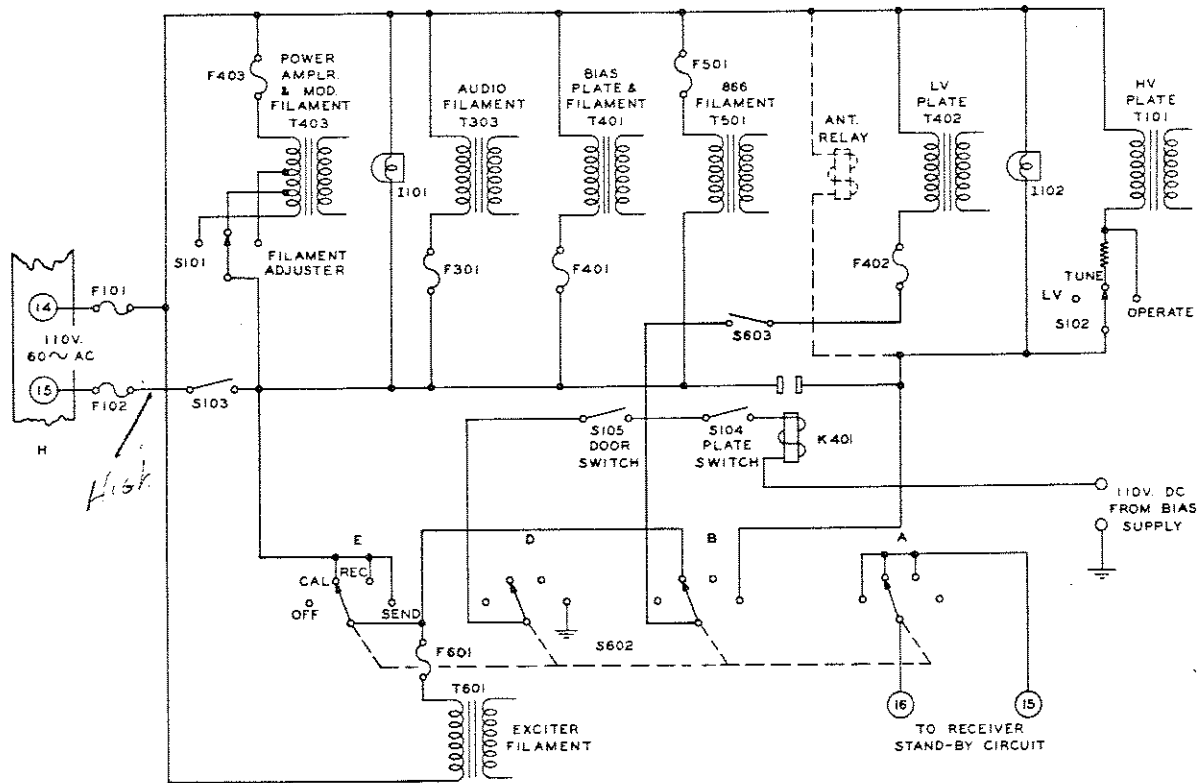 POWER
AMPLR.
& MOD.
FILAMENT
T403
F403
AUDIO
FILAMENT
T303
BIAS
PLATE &
FILAMENT
T401
F501
866
FILAMENT
T501
ANT.
RELAY
LV
PLATE
T402
HV
PLATE
T101
I101
I102
S101
FILAMENT
ADJUSTER
F301
F401
F402
TUNE
LV
S102
OPERATE
14
F101
110V.
60~AC
15
F102
S103
S603
H
High
S105
DOOR
SWITCH
S104
PLATE
SWITCH
K401
110V. DC
FROM BIAS
SUPPLY
E
D
B
A
CAL
REC
OFF
SEND
S602
F601
T601
EXCITER
FILAMENT
16
15
TO RECEIVER
STAND-BY CIRCUIT